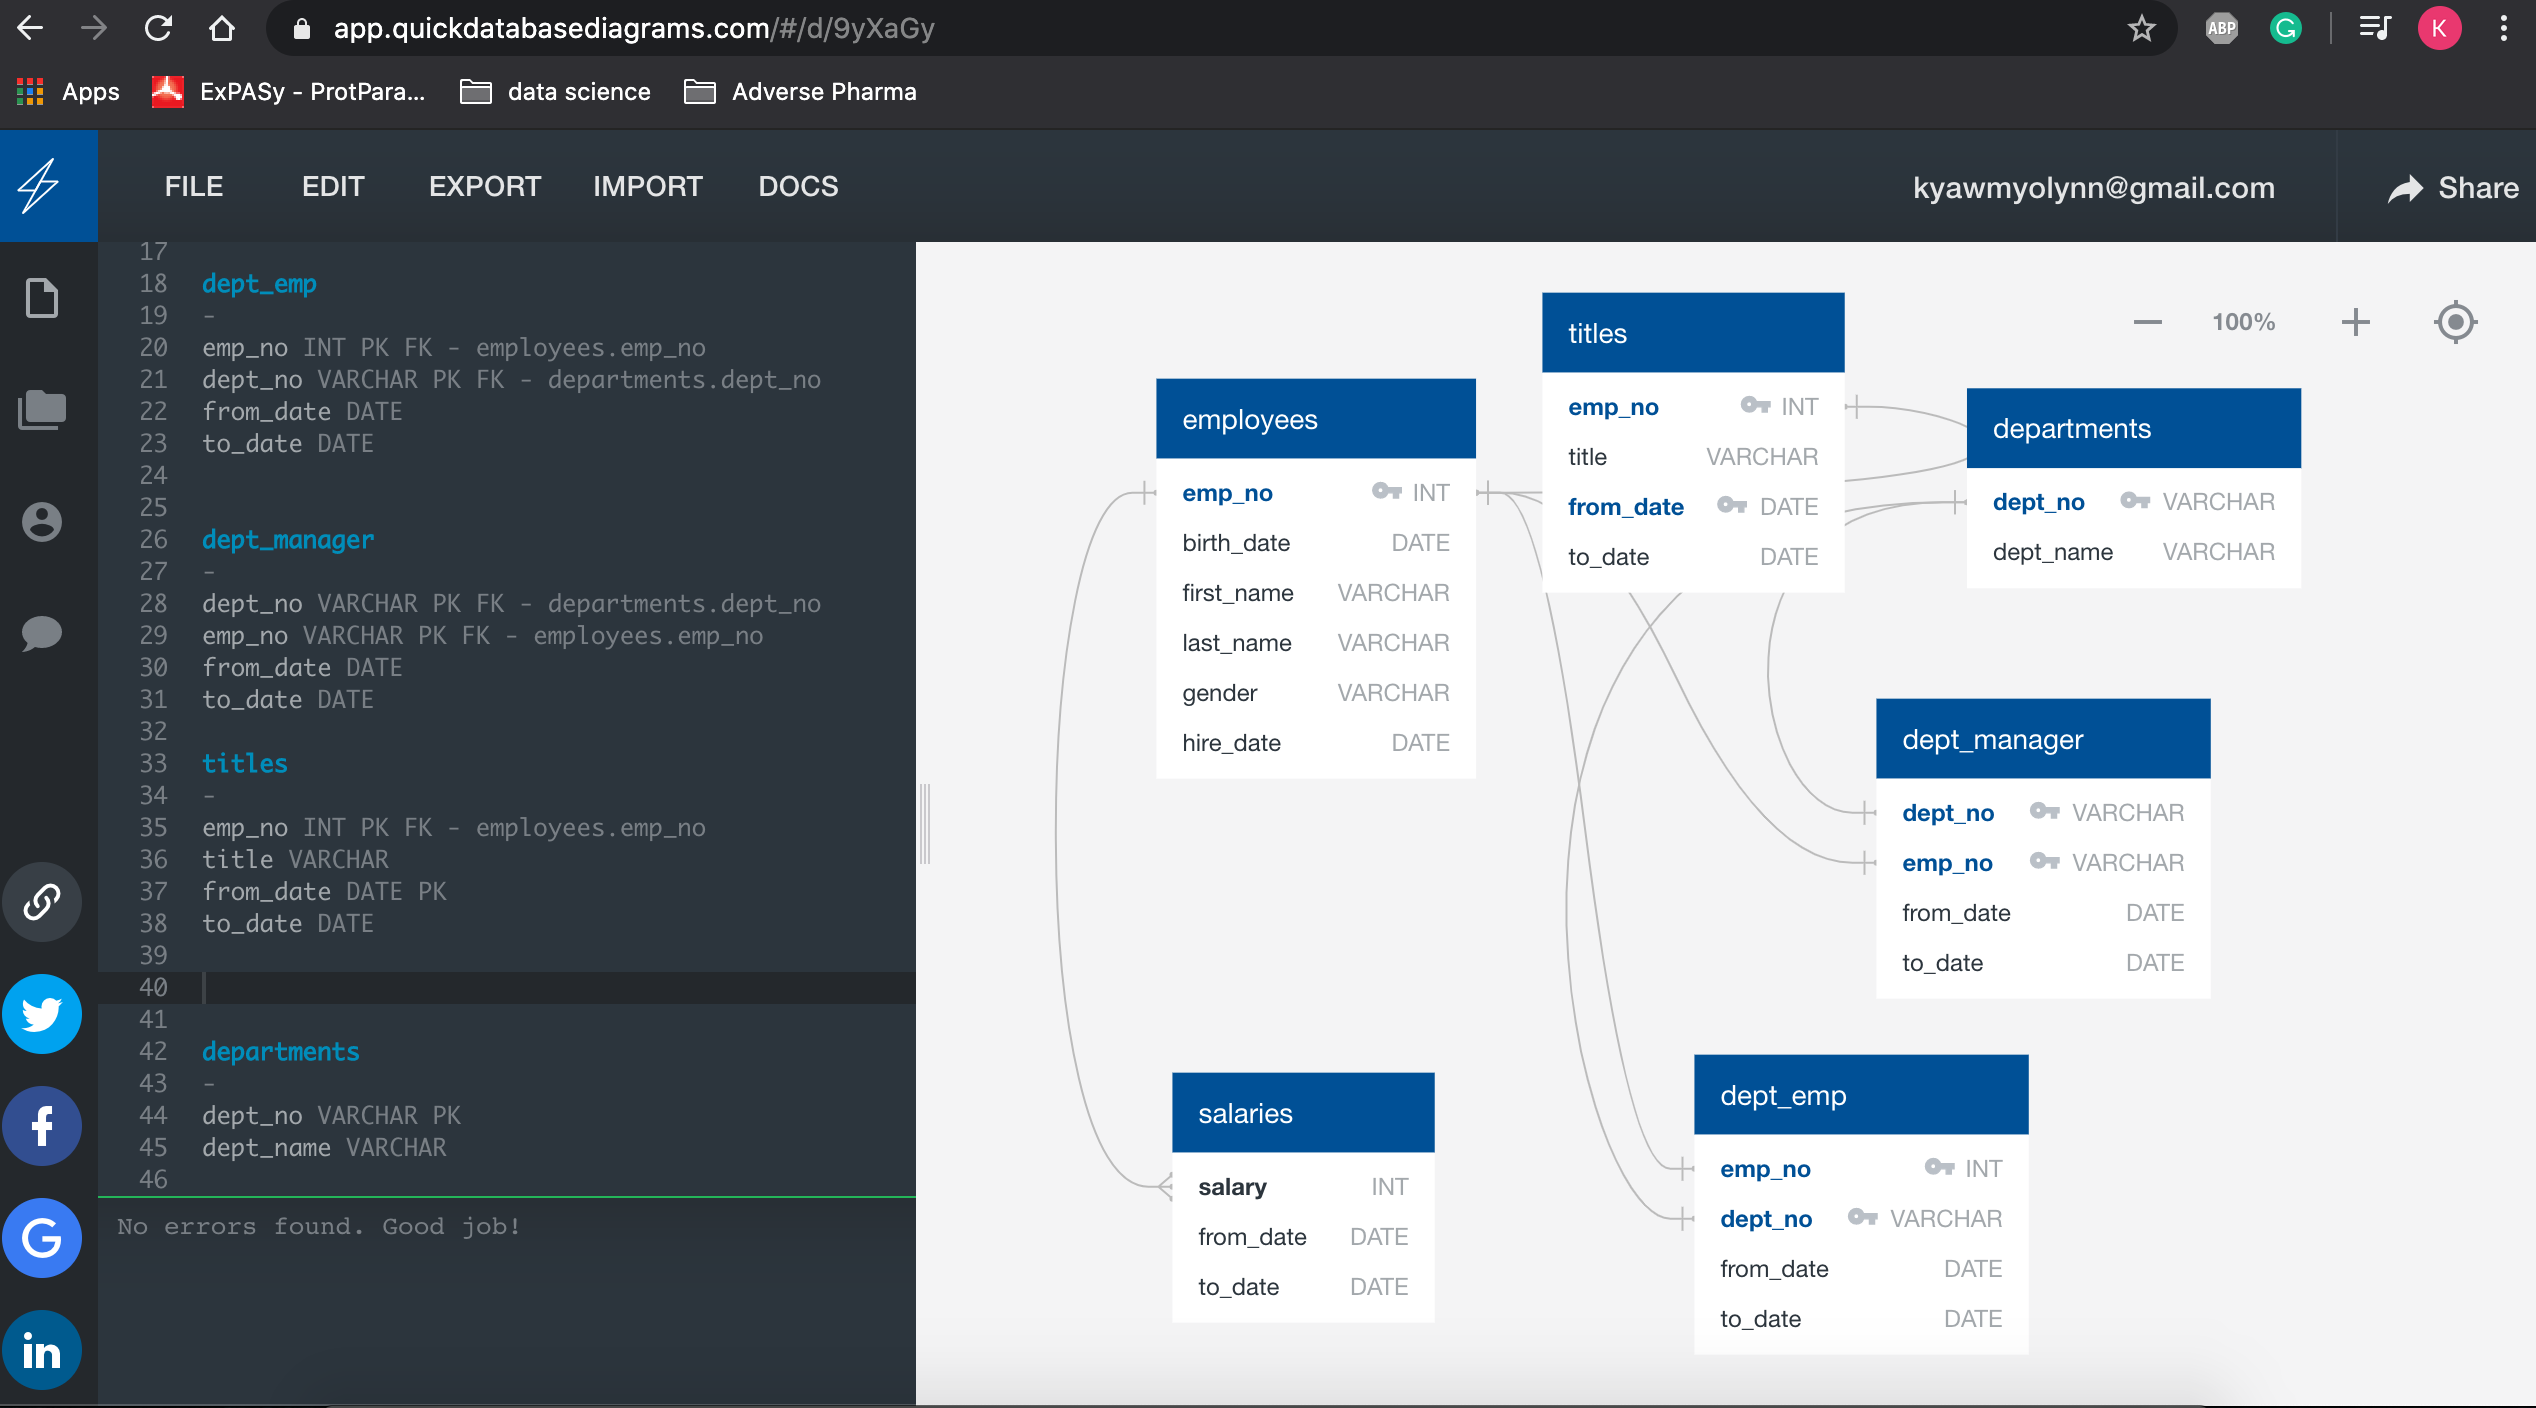 app.quickdatabasediagrams.com/#/d/9yXaGy
ABP
G
K
Apps
ExPASy - ProtPara...
data science
Adverse Pharma
FILE
EDIT
EXPORT
IMPORT
DOCS
kyawmyolynn@gmail.com
Share
17
18 dept_emp
19 -
20 emp_no INT PK FK - employees.emp_no
21 dept_no VARCHAR PK FK - departments.dept_no
22 from_date DATE
23 to_date DATE
24
25
26 dept_manager
27 -
28 dept_no VARCHAR PK FK - departments.dept_no
29 emp_no VARCHAR PK FK - employees.emp_no
30 from_date DATE
31 to_date DATE
32
33 titles
34 -
35 emp_no INT PK FK - employees.emp_no
36 title VARCHAR
37 from_date DATE PK
38 to_date DATE
39
40
41
42 departments
43 -
44 dept_no VARCHAR PK
45 dept_name VARCHAR
46
No errors found. Good job!
f
G
in
100%
employees
emp_no INT
birth_date DATE
first_name VARCHAR
last_name VARCHAR
gender VARCHAR
hire_date DATE
titles
emp_no INT
title VARCHAR
from_date DATE
to_date DATE
departments
dept_no VARCHAR
dept_name VARCHAR
dept_manager
dept_no VARCHAR
emp_no VARCHAR
from_date DATE
to_date DATE
salaries
salary INT
from_date DATE
to_date DATE
dept_emp
emp_no INT
dept_no VARCHAR
from_date DATE
to_date DATE